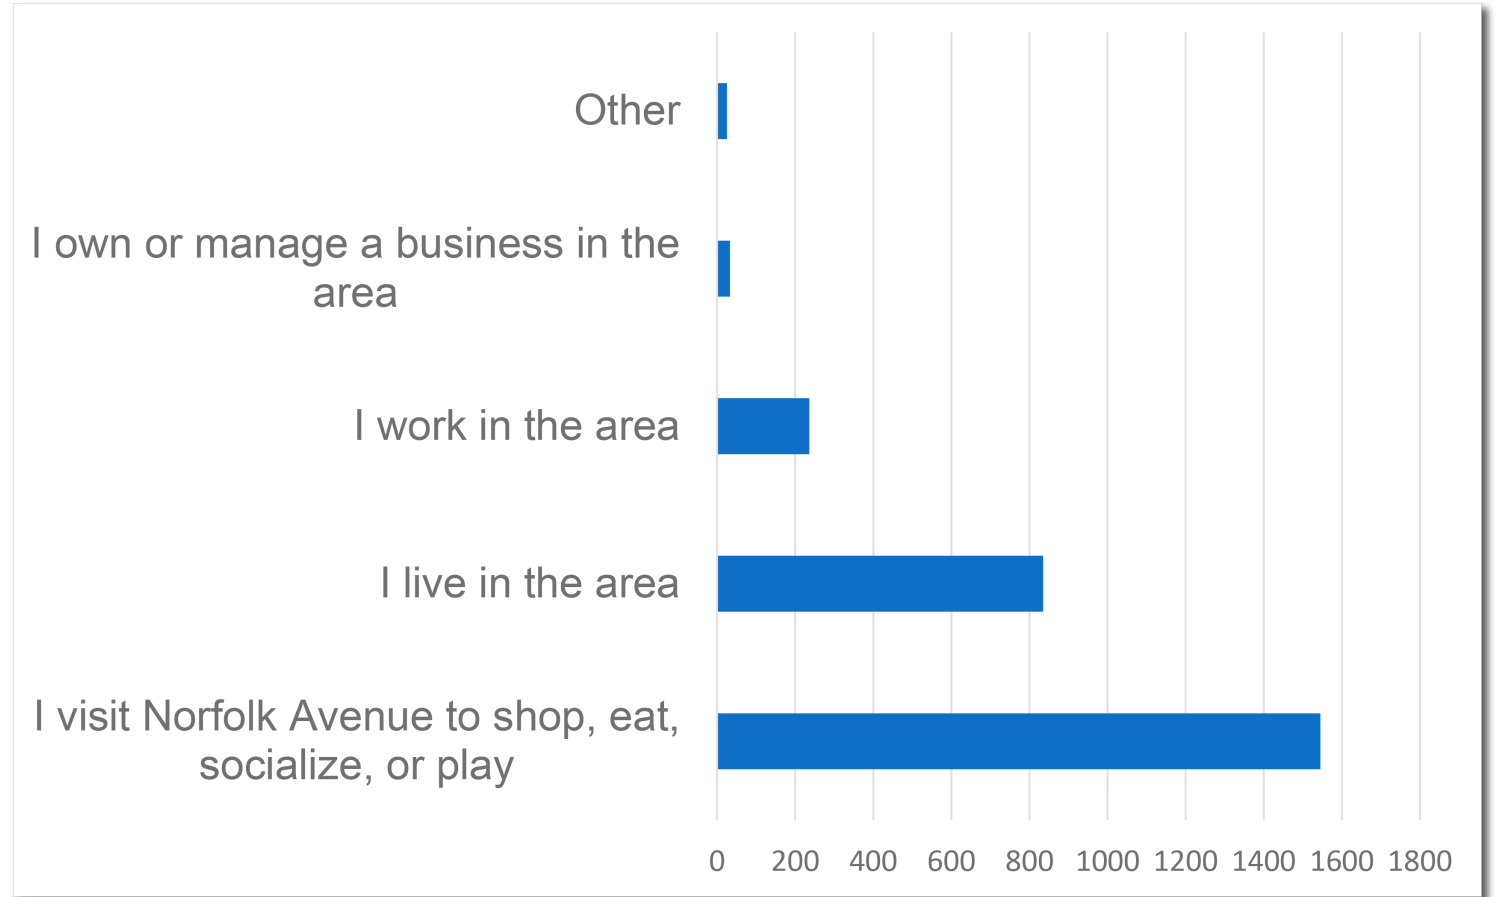 Other
I own or manage a business in the
area
I work in the area
I live in the area
I visit Norfolk Avenue to shop, eat,
socialize, or play
0 200 400 600 800 1000 1200 1400 1600 1800